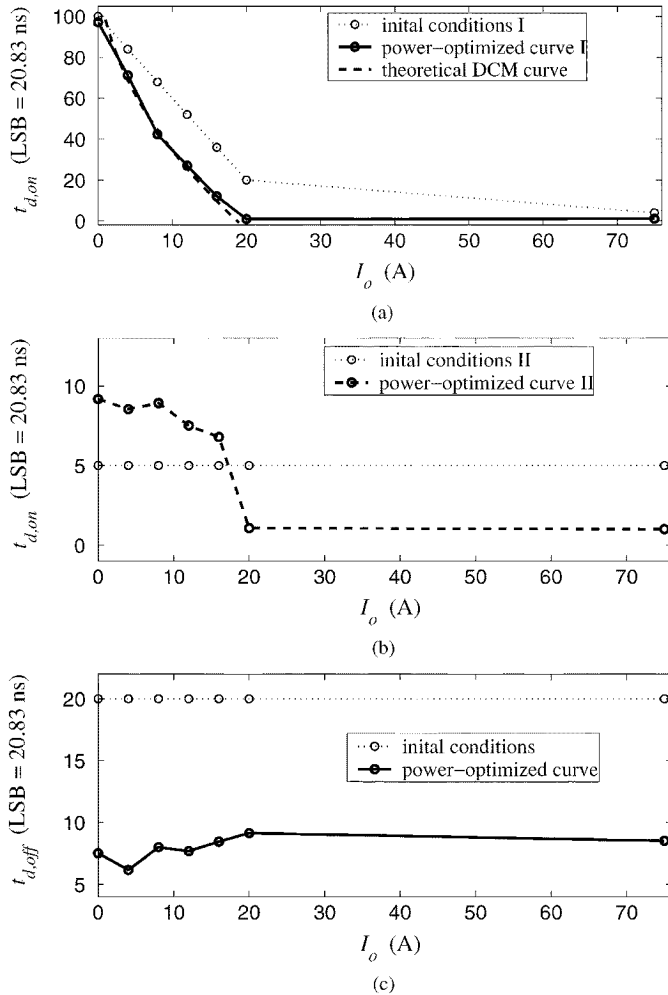 100
80
60
40
20
0
t_{d,on} (LSB = 20.83 ns)
inital conditions I
power-optimized curve I
theoretical DCM curve
0 10 20 30 40 50 60 70
I_o (A)
(a)
10
5
0
t_{d,on} (LSB = 20.83 ns)
inital conditions II
power-optimized curve II
0 10 20 30 40 50 60 70
I_o (A)
(b)
20
15
10
5
t_{d,off} (LSB = 20.83 ns)
inital conditions
power-optimized curve
0 10 20 30 40 50 60 70
I_o (A)
(c)